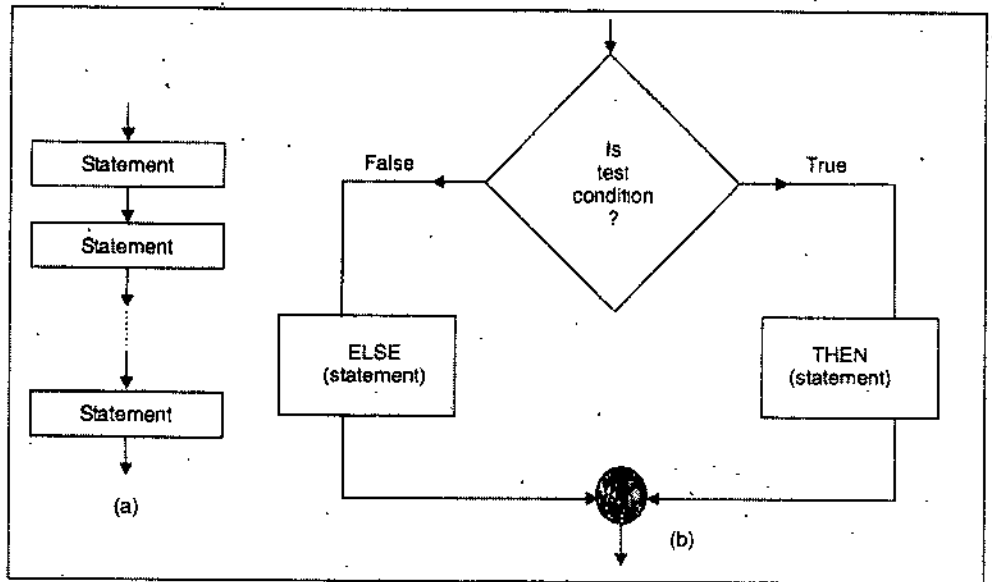 Statement
Statement
Statement
(a)
Is
test
condition
?
False
True
ELSE
(statement)
THEN
(statement)
(b)